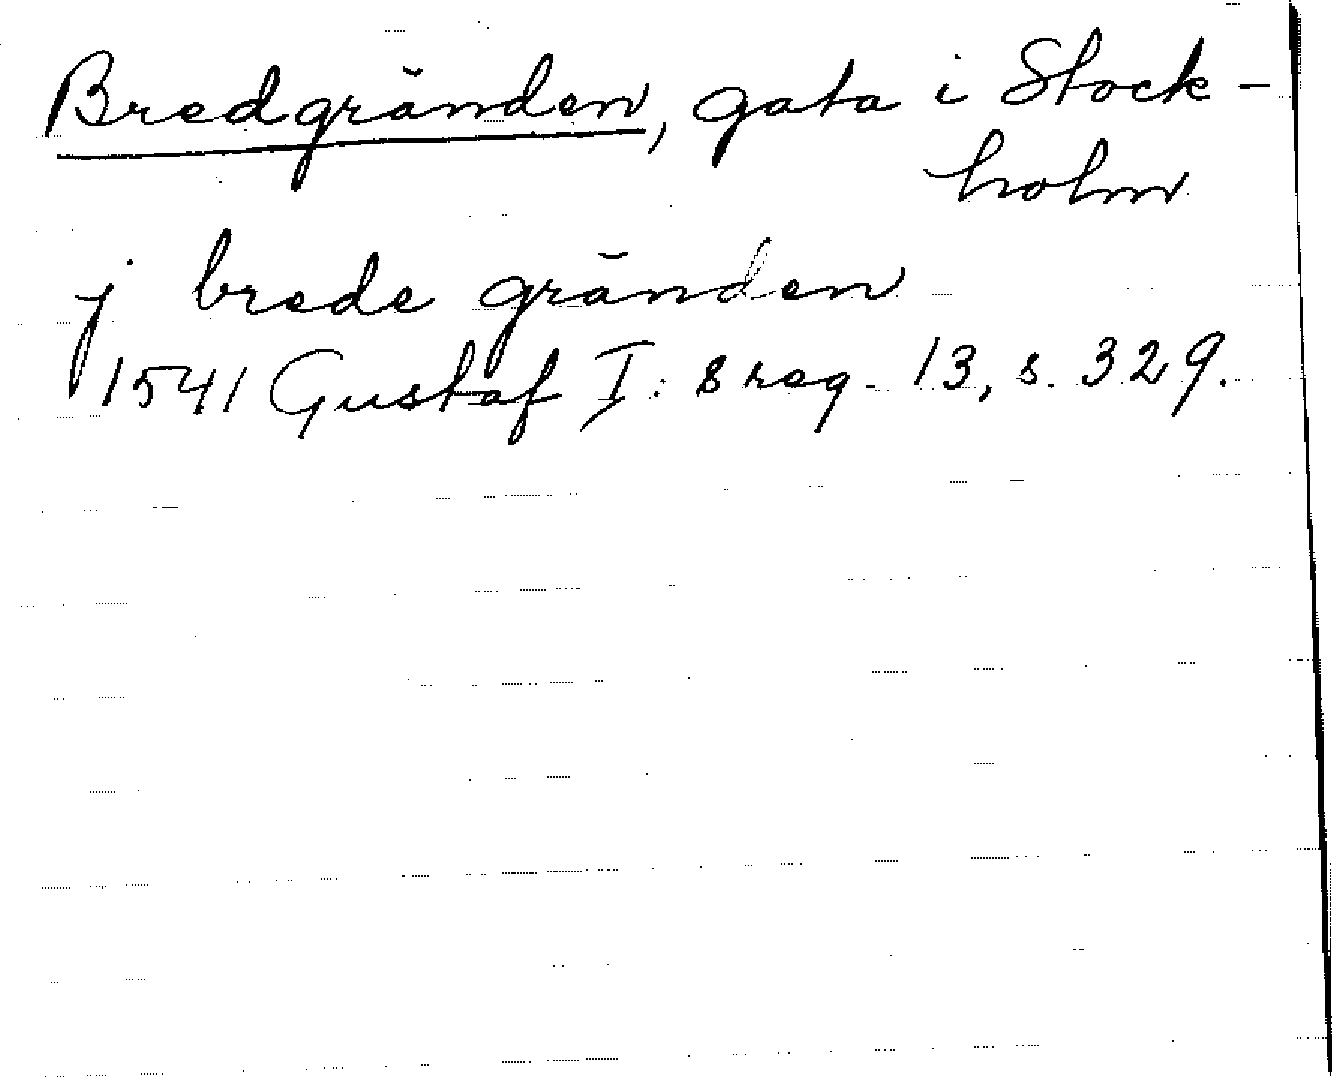 Bredgränden, gata i Stock-
holm
j brede gränden
1541 Gustaf I:s reg. 13, s. 329.